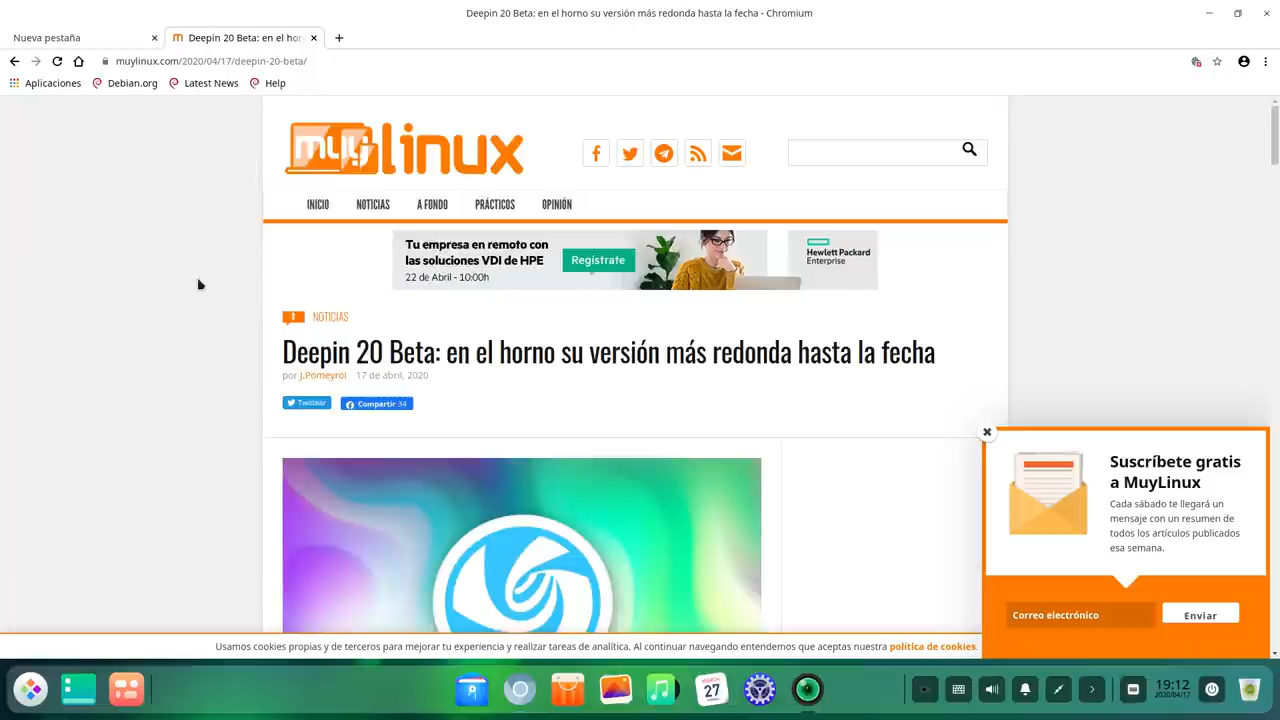 Deepin 20 Beta: en el horno su versión más redonda hasta la fecha - Chromium
Nueva pestaña
Deepin 20 Beta: en el hor
muylinux.com/2020/04/17/deepin-20-beta/
Aplicaciones
Debian.org
Latest News
Help
muylinux
INICIO
NOTICIAS
A FONDO
PRÁCTICOS
OPINIÓN
Tu empresa en remoto con
las soluciones VDI de HPE
22 de Abril - 10:00h
Regístrate
Hewlett Packard
Enterprise
NOTICIAS
Deepin 20 Beta: en el horno su versión más redonda hasta la fecha
por J.Pomeyrol 17 de abril, 2020
Twittear
Compartir 34
Suscríbete gratis
a MuyLinux
Cada sábado te llegará un
mensaje con un resumen de
todos los artículos publicados
esa semana.
Correo electrónico
Enviar
Usamos cookies propias y de terceros para mejorar tu experiencia y realizar tareas de analítica. Al continuar navegando entendemos que aceptas nuestra política de cookies.
MARCH
27
19:12
2020/04/17